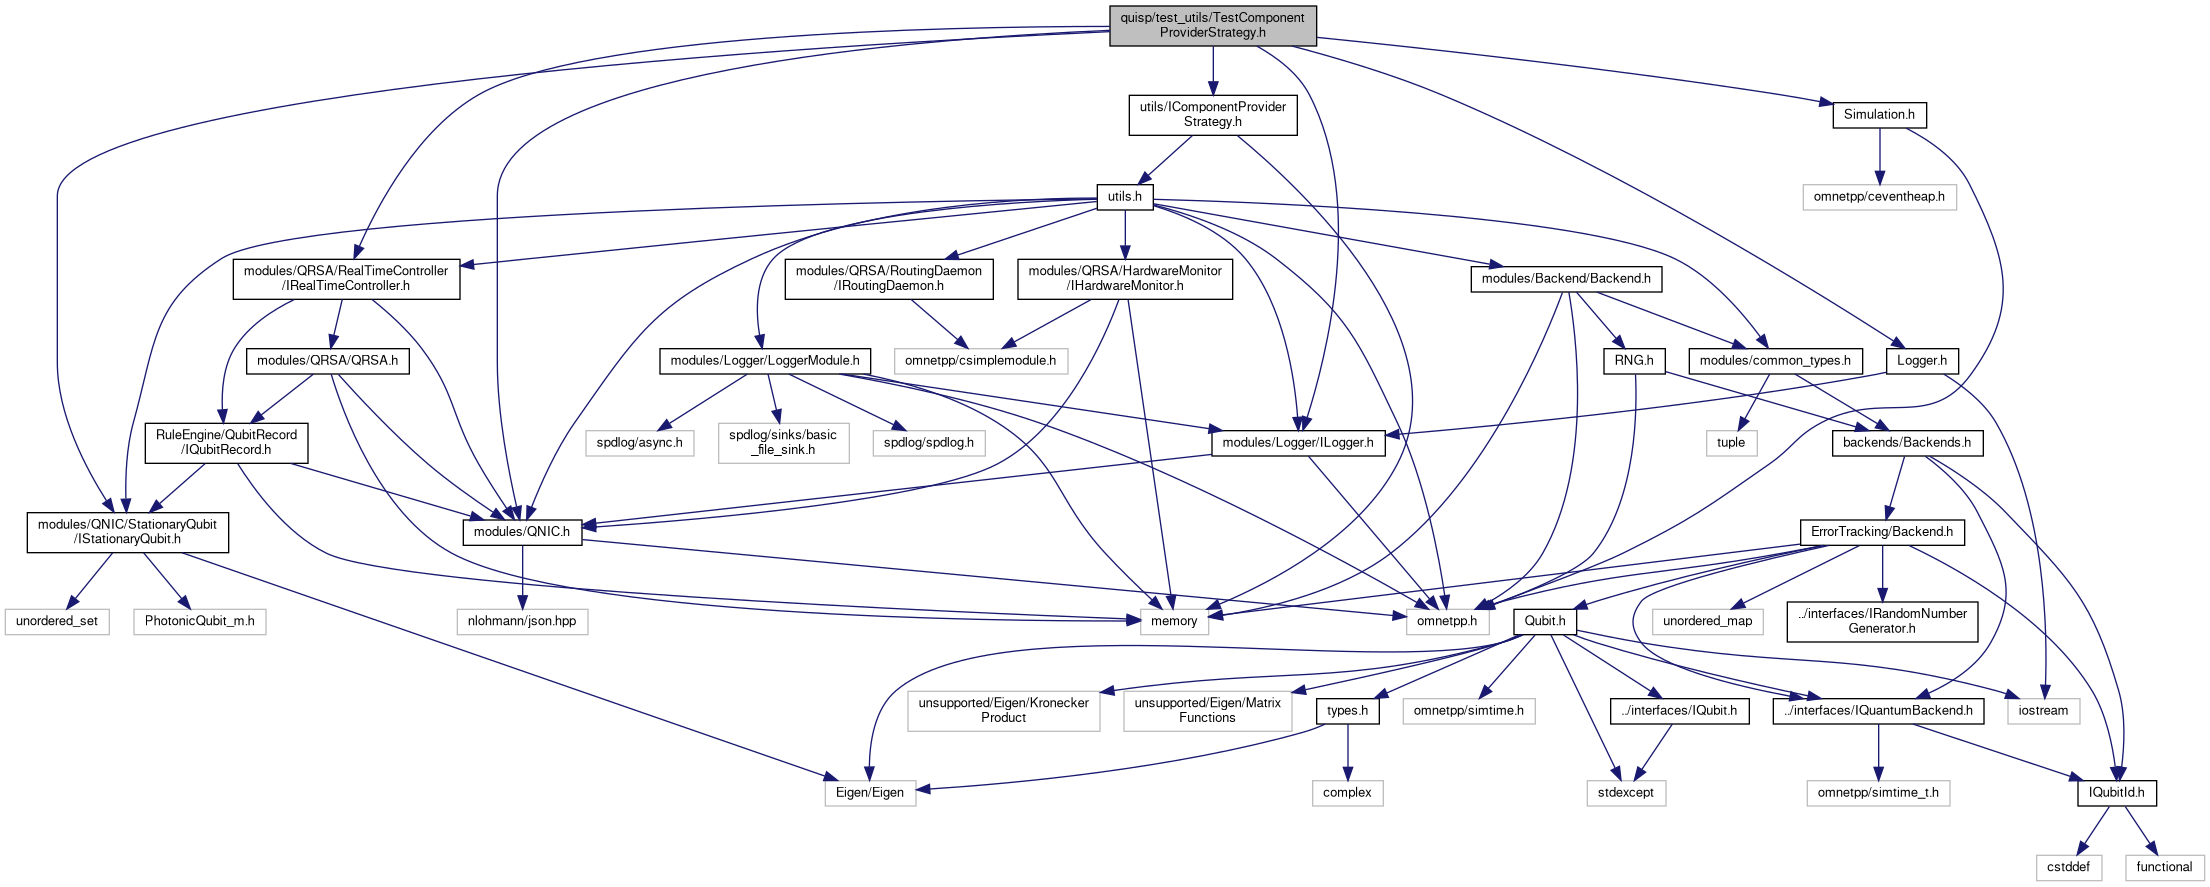 quisp/test_utils/TestComponent
ProviderStrategy.h
utils/IComponentProvider
Strategy.h
Simulation.h
utils.h
omnetpp/ceventheap.h
modules/QRSA/RealTimeController
/IRealTimeController.h
modules/QRSA/RoutingDaemon
/IRoutingDaemon.h
modules/QRSA/HardwareMonitor
/IHardwareMonitor.h
modules/Backend/Backend.h
modules/QRSA/QRSA.h
modules/Logger/LoggerModule.h
omnetpp/csimplemodule.h
RNG.h
modules/common_types.h
Logger.h
RuleEngine/QubitRecord
/IQubitRecord.h
spdlog/async.h
spdlog/sinks/basic
_file_sink.h
spdlog/spdlog.h
modules/Logger/ILogger.h
tuple
backends/Backends.h
modules/QNIC/StationaryQubit
/IStationaryQubit.h
modules/QNIC.h
ErrorTracking/Backend.h
unordered_set
PhotonicQubit_m.h
nlohmann/json.hpp
memory
omnetpp.h
Qubit.h
unordered_map
../interfaces/IRandomNumber
Generator.h
unsupported/Eigen/Kronecker
Product
unsupported/Eigen/Matrix
Functions
types.h
omnetpp/simtime.h
../interfaces/IQubit.h
../interfaces/IQuantumBackend.h
iostream
Eigen/Eigen
complex
stdexcept
omnetpp/simtime_t.h
IQubitId.h
cstddef
functional